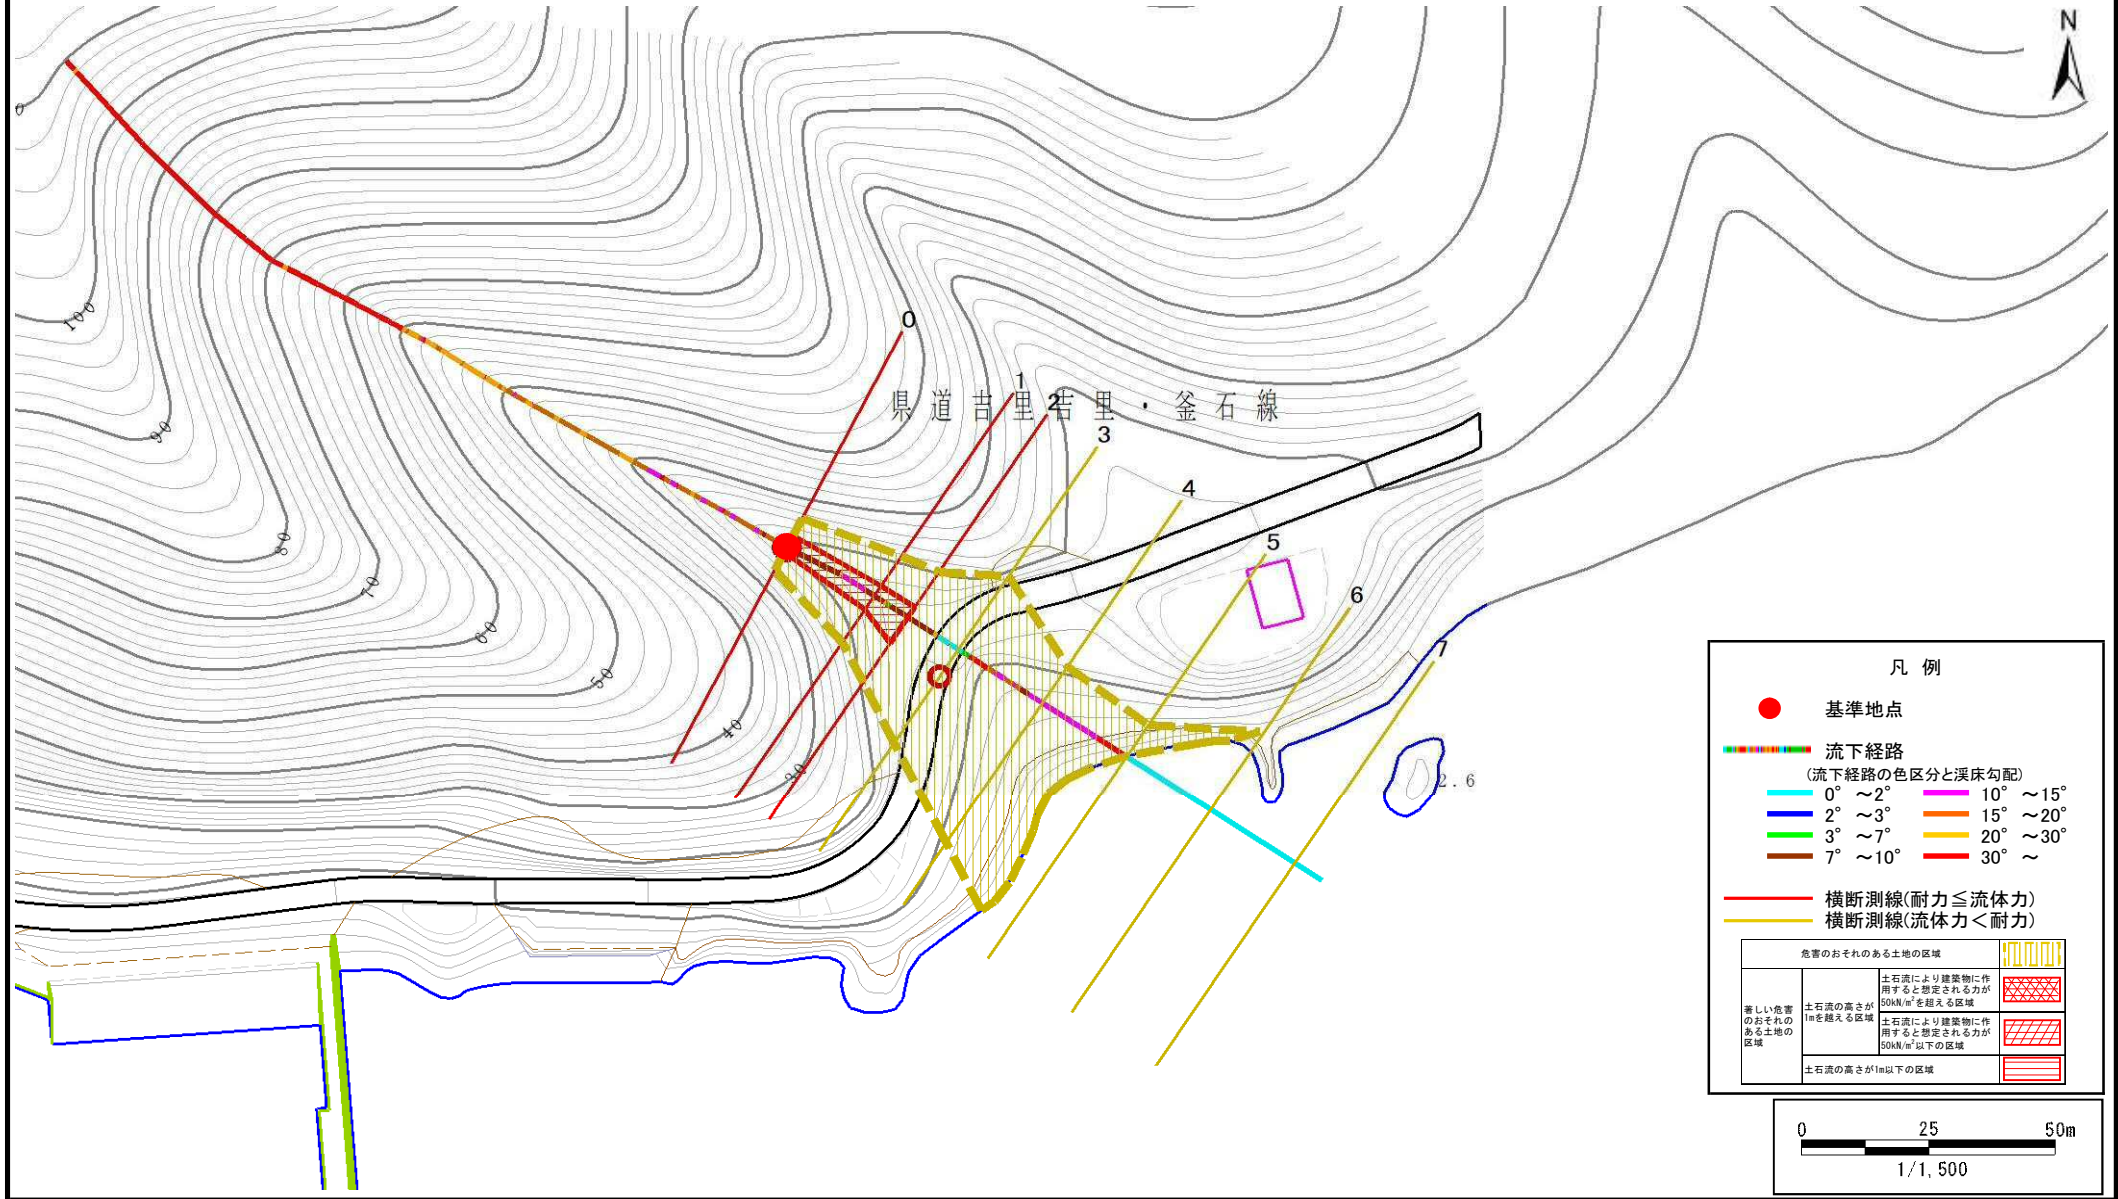 N
0
100
90
80
70
60
50
40
30
0
1
2
3
4
5
6
7
県道吉里吉里・釜石線
2.6
凡 例
基準地点
流下経路
(流下経路の色区分と渓床勾配)
0° ～2° 10° ～15°
2° ～3° 15° ～20°
3° ～7° 20° ～30°
7° ～10° 30° ～
横断測線(耐力≦流体力)
横断測線(流体力＜耐力)
危害のおそれのある土地の区域
著しい危害
のおそれの
ある土地の
区域
土石流の高さが
1mを越える区域
土石流により建築物に作
用すると想定される力が
50kN/m²を超える区域
土石流により建築物に作
用すると想定される力が
50kN/m²以下の区域
土石流の高さが1m以下の区域
0 25 50m
1/1,500